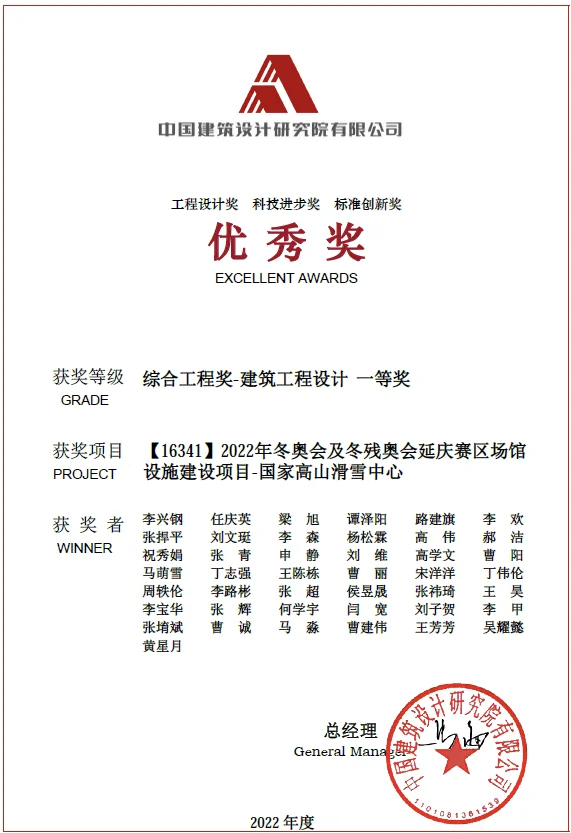 中国建筑设计研究院有限公司
工程设计奖 科技进步奖 标准创新奖
优秀奖
EXCELLENT AWARDS
获奖等级 综合工程奖-建筑工程设计 一等奖
GRADE
获奖项目 【16341】2022年冬奥会及冬残奥会延庆赛区场馆
PROJECT 设施建设项目-国家高山滑雪中心
获奖者 李兴钢 任庆英 梁旭 谭泽阳 路建旗 李欢
WINNER 张捍平 刘文珽 李森 杨松霖 高伟 郝洁
祝秀娟 张青 申静 刘维 高学文 曹阳
马萌雪 丁志强 王陈栋 曹丽 宋洋洋 丁伟伦
周轶伦 李路彬 张超 侯昱晟 张祎琦 王昊
李宝华 张辉 何学宇 闫宽 刘子贺 李甲
张堉斌 曹诚 马淼 曹建伟 王芳芳 吴耀懿
黄星月
总经理
General Manager
中国建筑设计研究院有限公司
1101081361539
2022 年度